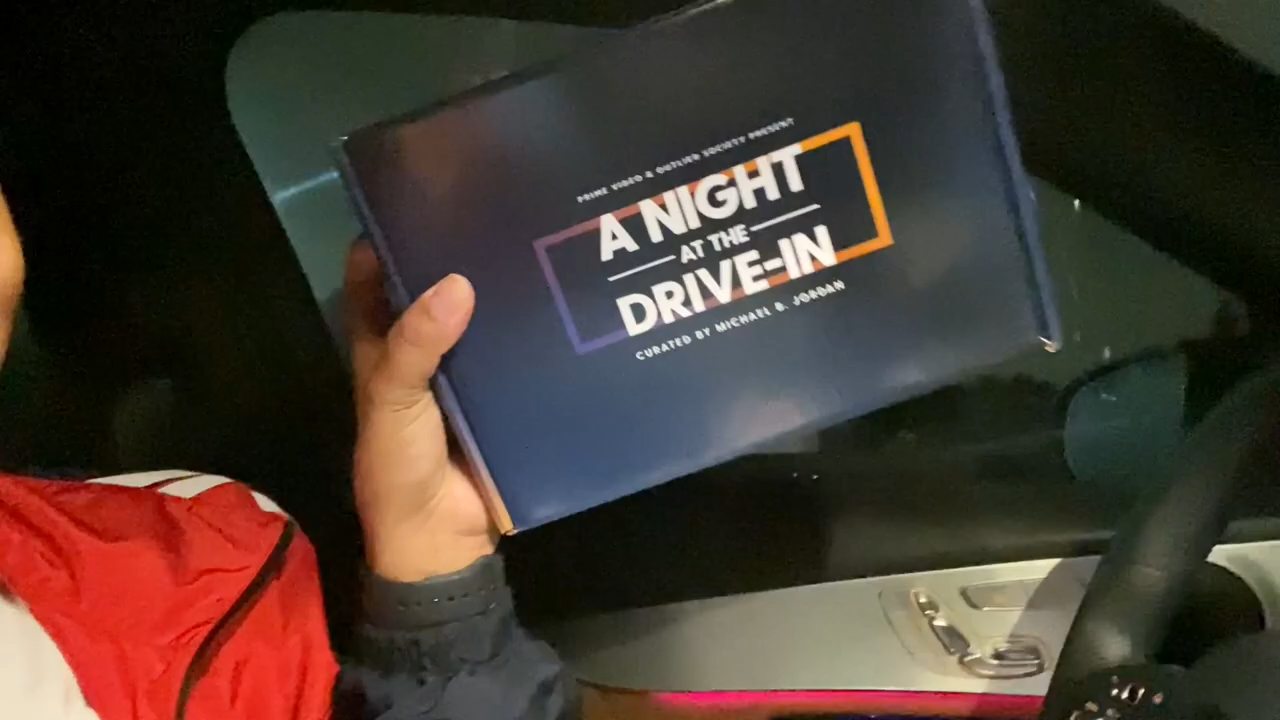 PRIME VIDEO & OUTLIER SOCIETY PRESENT
A NIGHT
AT THE
DRIVE-IN
CURATED BY MICHAEL B. JORDAN